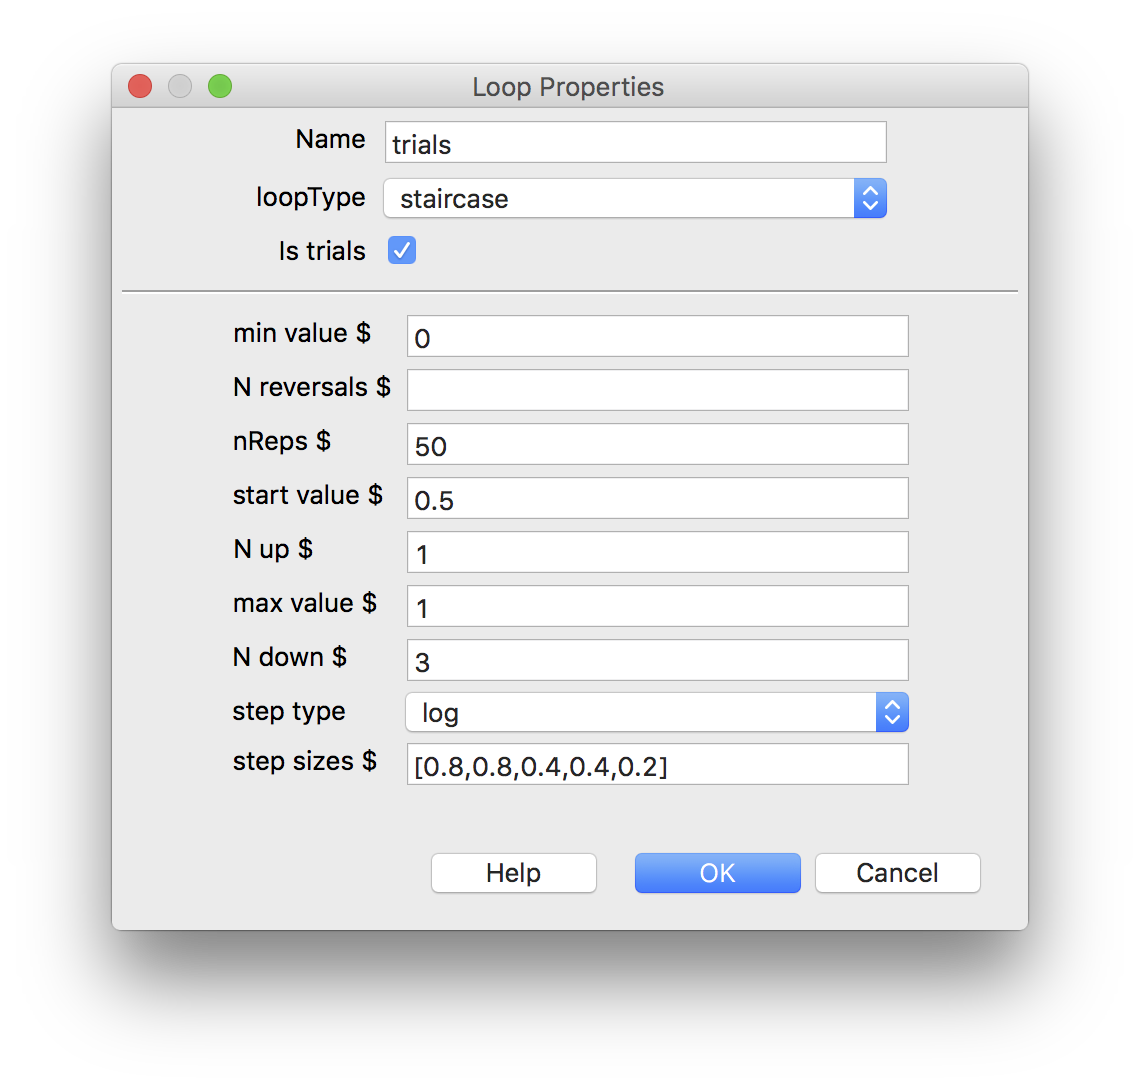 Loop Properties
Name trials
loopType staircase
Is trials
min value $ 0
N reversals $
nReps $ 50
start value $ 0.5
N up $ 1
max value $ 1
N down $ 3
step type log
step sizes $ [0.8,0.8,0.4,0.4,0.2]
Help OK Cancel